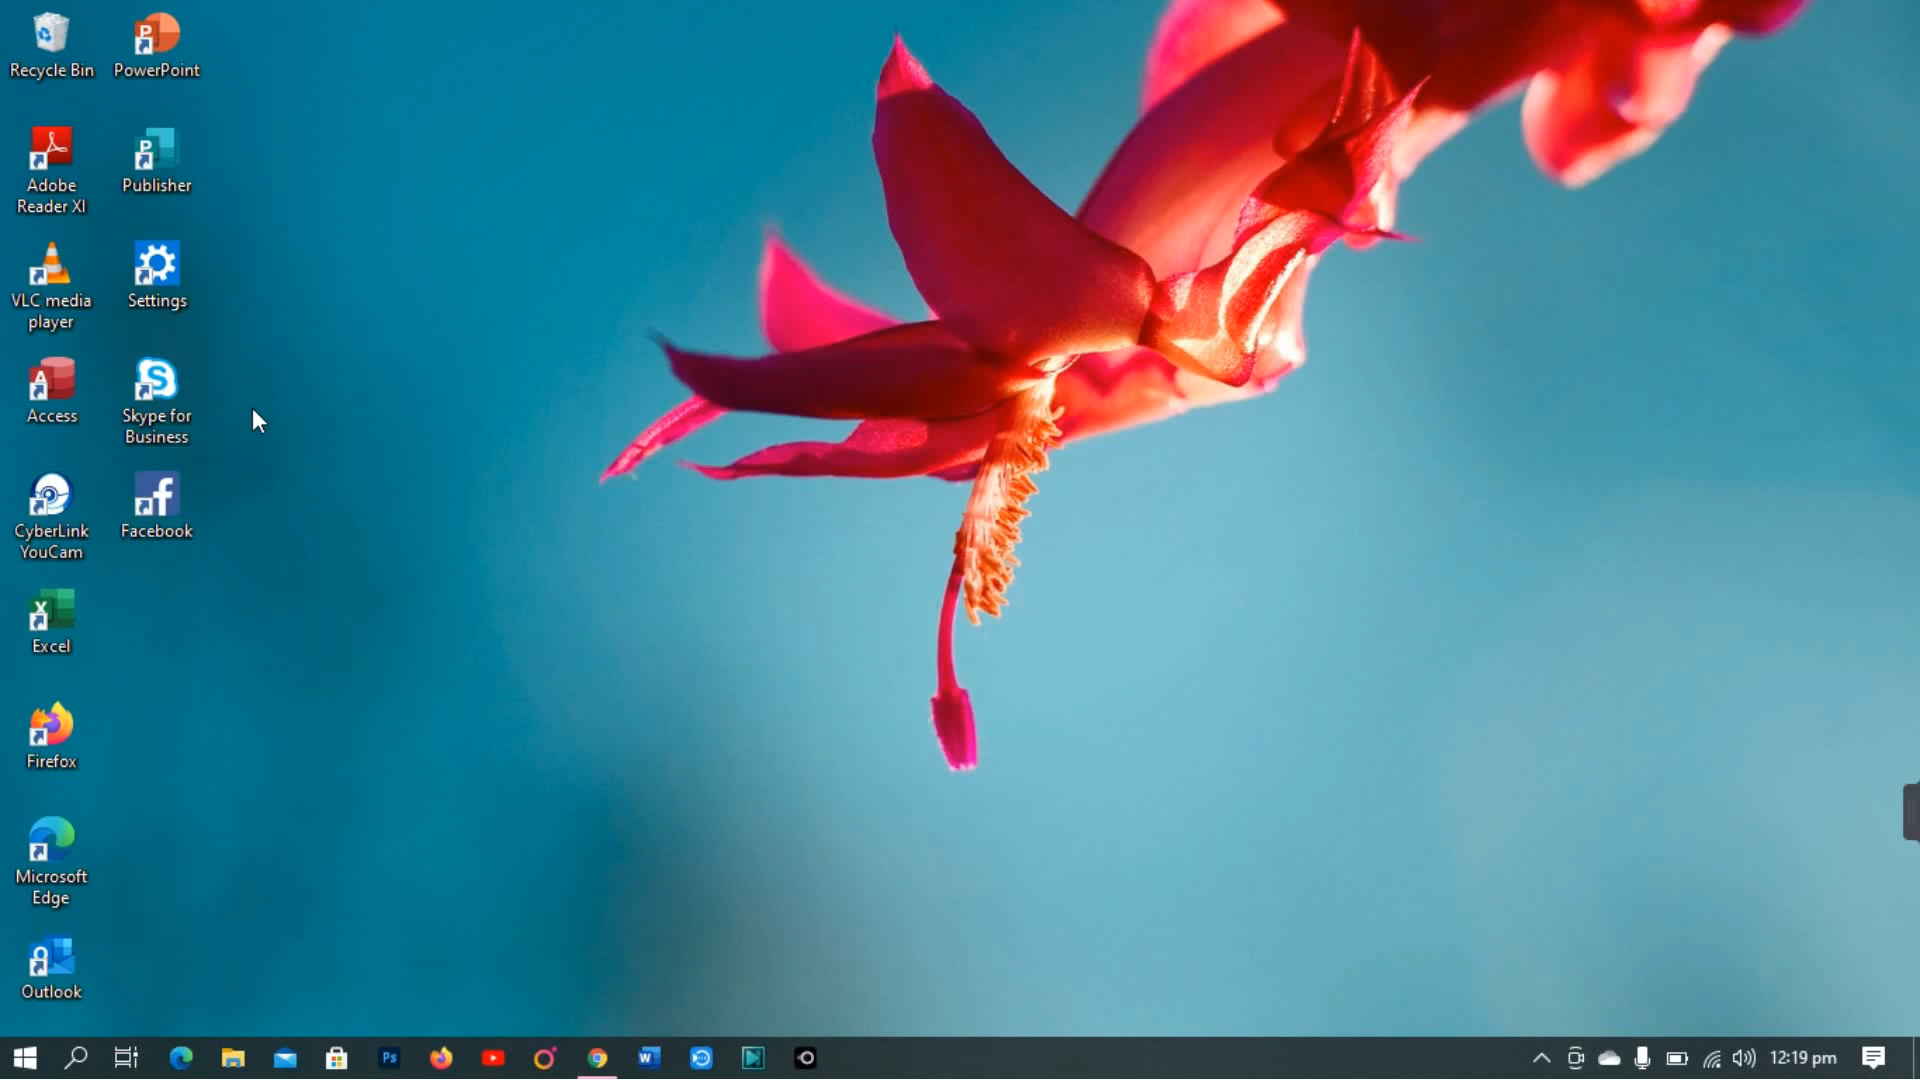 Recycle Bin
PowerPoint
Adobe
Reader XI
Publisher
VLC media
player
Settings
Access
Skype for
Business
CyberLink
YouCam
Facebook
Excel
Firefox
Microsoft
Edge
Outlook
12:19 pm